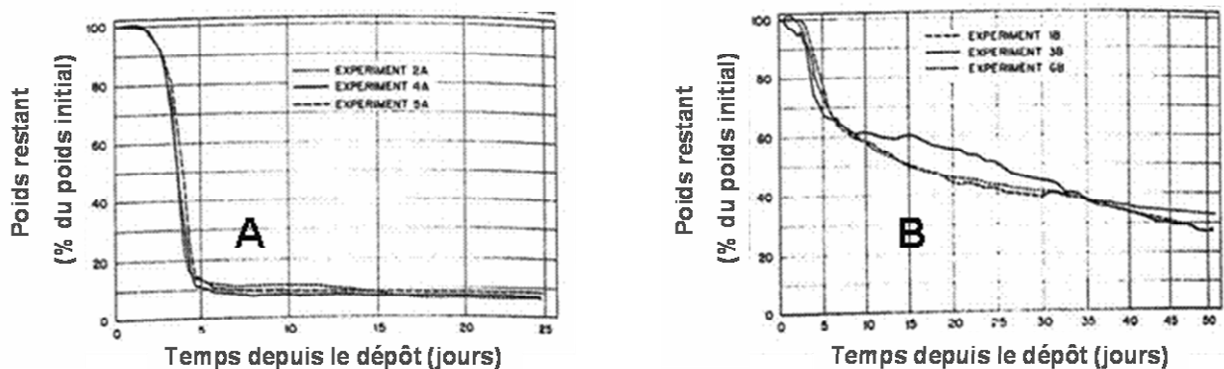 Poids restant
(% du poids initial)
100
80
60
40
20
0
EXPERIMENT 2A
EXPERIMENT 4A
EXPERIMENT 5A
A
0 5 10 15 20 25
Temps depuis le dépôt (jours)
Poids restant
(% du poids initial)
100
80
60
40
20
0
EXPERIMENT 1B
EXPERIMENT 3B
EXPERIMENT 6B
B
0 5 10 15 20 25 30 35 40 45 50
Temps depuis le dépôt (jours)